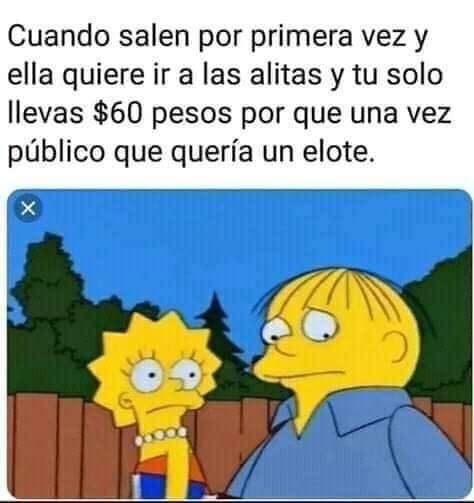 Cuando salen por primera vez y
ella quiere ir a las alitas y tu solo
llevas $60 pesos por que una vez
público que quería un elote.